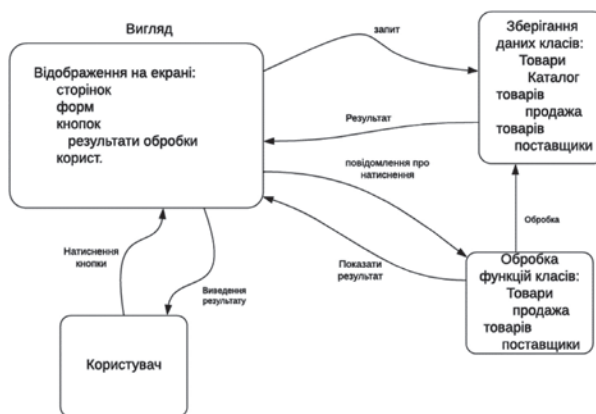 Вигляд
Відображення на екрані:
сторінок
форм
кнопок
результати обробки
корист.
запит
Зберігання
даних класів:
Товари
Каталог
товарів
продажа
товарів
поставщики
Результат
повідомлення про
натиснення
Обробка
Показати
результат
Обробка
функцій класів:
Товари
продажа
товарів
поставщики
Натиснення
кнопки
Виведення
результату
Користувач